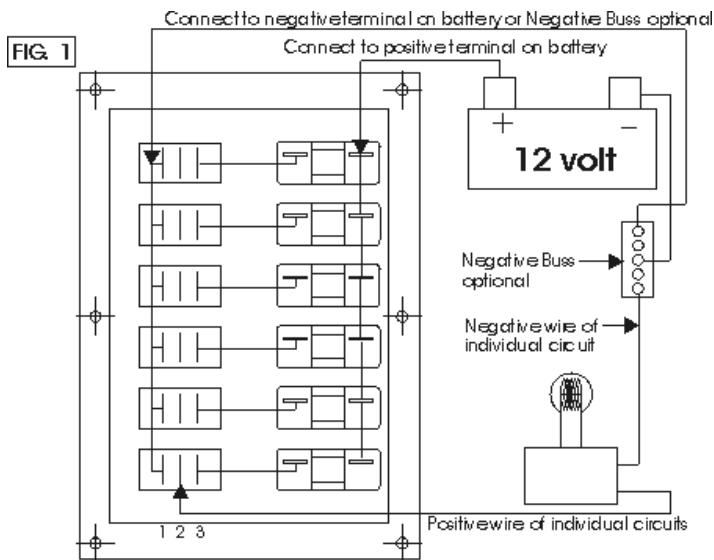 Connect to negative terminal on battery or Negative Buss optional
FIG. 1
Connect to positive terminal on battery
+ −
12 volt
Negative Buss
optional
Negative wire of
individual circuit
Positive wire of individual circuits
1 2 3